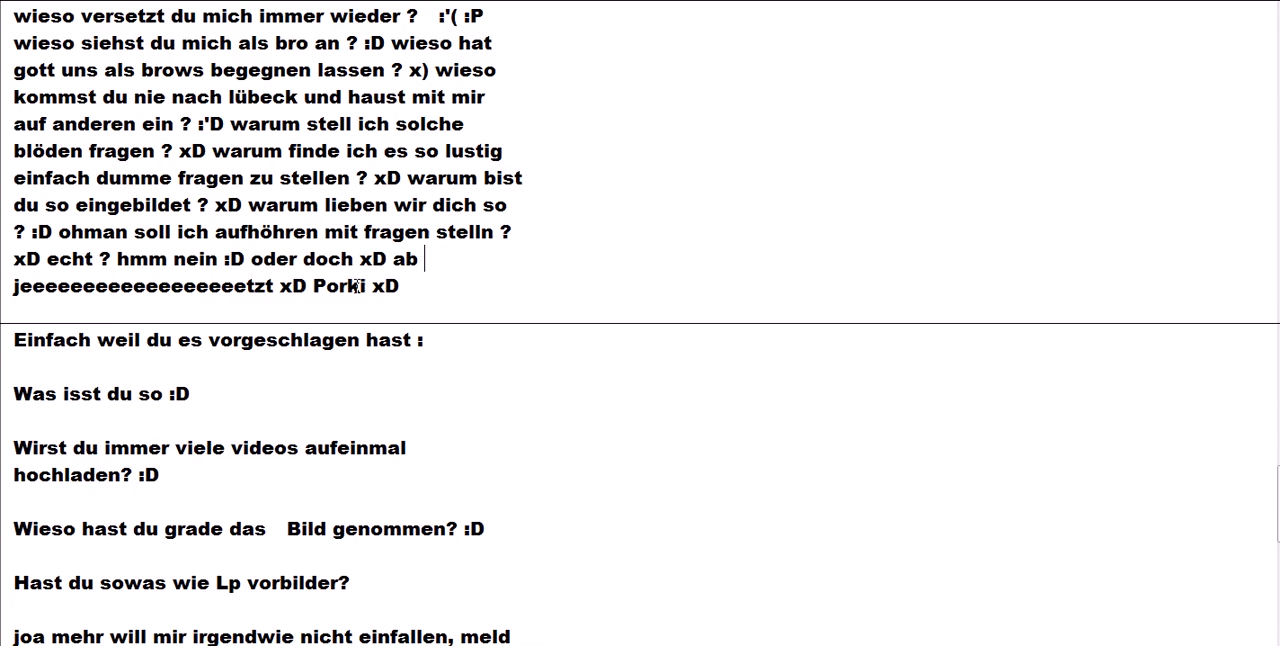 wieso versetzt du mich immer wieder ? :'( :P
wieso siehst du mich als bro an ? :D wieso hat
gott uns als brows begegnen lassen ? x) wieso
kommst du nie nach lübeck und haust mit mir
auf anderen ein ? :'D warum stell ich solche
blöden fragen ? xD warum finde ich es so lustig
einfach dumme fragen zu stellen ? xD warum bist
du so eingebildet ? xD warum lieben wir dich so
? :D ohman soll ich aufhöhren mit fragen stelln ?
xD echt ? hmm nein :D oder doch xD ab
jeeeeeeeeeeeeeeeeeetzt xD Porki xD
Einfach weil du es vorgeschlagen hast :
Was isst du so :D
Wirst du immer viele videos aufeinmal
hochladen? :D
Wieso hast du grade das Bild genommen? :D
Hast du sowas wie Lp vorbilder?
joa mehr will mir irgendwie nicht einfallen, meld